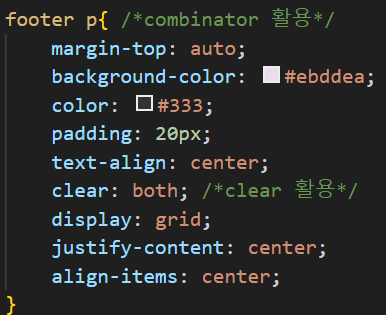 footer p{ /*combinator 활용*/
margin-top: auto;
background-color: #ebddea;
color: #333;
padding: 20px;
text-align: center;
clear: both; /*clear 활용*/
display: grid;
justify-content: center;
align-items: center;
}